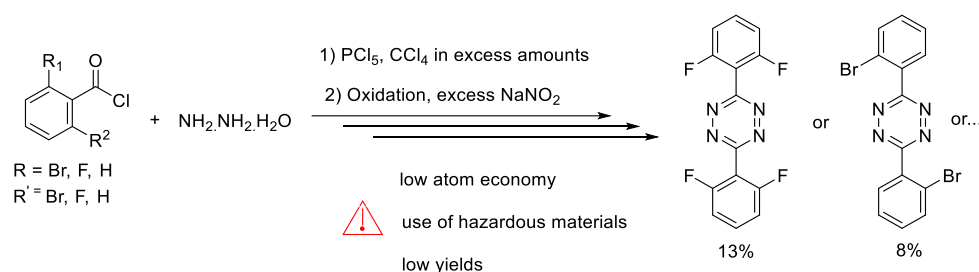 R₁
O
Cl
R²
R = Br, F, H
R' = Br, F, H
+
NH₂.NH₂.H₂O
1) PCl₅, CCl₄ in excess amounts
2) Oxidation, excess NaNO₂
low atom economy
use of hazardous materials
low yields
F F
N N
N N
F F
13%
or
Br
N N
N N
Br
8%
or...